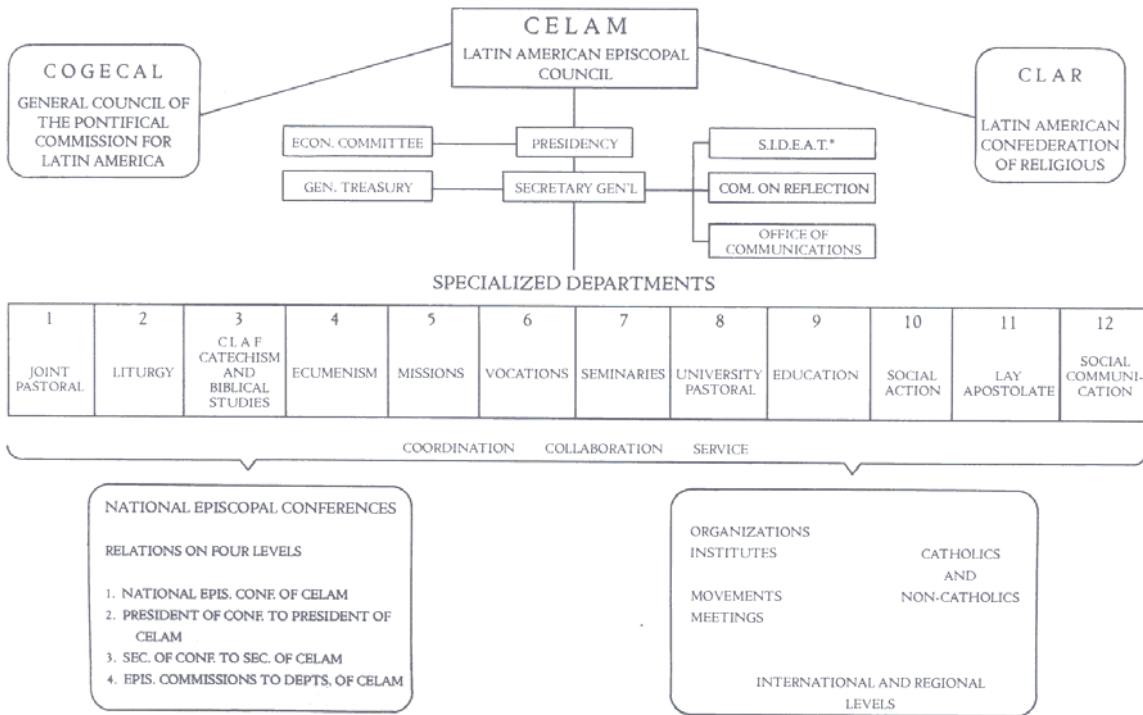 CELAM
LATIN AMERICAN EPISCOPAL
COUNCIL
COGECAL
GENERAL COUNCIL OF
THE PONTIFICAL
COMMISSION FOR
LATIN AMERICA
CLAR
LATIN AMERICAN
CONFEDERATION
OF RELIGIOUS
ECON. COMMITTEE
PRESIDENCY
S.I.D.E.A.T.*
GEN. TREASURY
SECRETARY GEN'L
COM. ON REFLECTION
OFFICE OF
COMMUNICATIONS
SPECIALIZED DEPARTMENTS
1
JOINT
PASTORAL
2
LITURGY
3
CLAF
CATECHISM
AND
BIBLICAL
STUDIES
4
ECUMENISM
5
MISSIONS
6
VOCATIONS
7
SEMINARIES
8
UNIVERSITY
PASTORAL
9
EDUCATION
10
SOCIAL
ACTION
11
LAY
APOSTOLATE
12
SOCIAL
COMMUNI-
CATION
COORDINATION COLLABORATION SERVICE
NATIONAL EPISCOPAL CONFERENCES
RELATIONS ON FOUR LEVELS
1. NATIONAL EPIS. CONF. OF CELAM
2. PRESIDENT OF CONF. TO PRESIDENT OF
CELAM
3. SEC. OF CONF. TO SEC. OF CELAM
4. EPIS. COMMISSIONS TO DEPTS. OF CELAM
ORGANIZATIONS
INSTITUTES
MOVEMENTS
MEETINGS
CATHOLICS
AND
NON-CATHOLICS
INTERNATIONAL AND REGIONAL
LEVELS